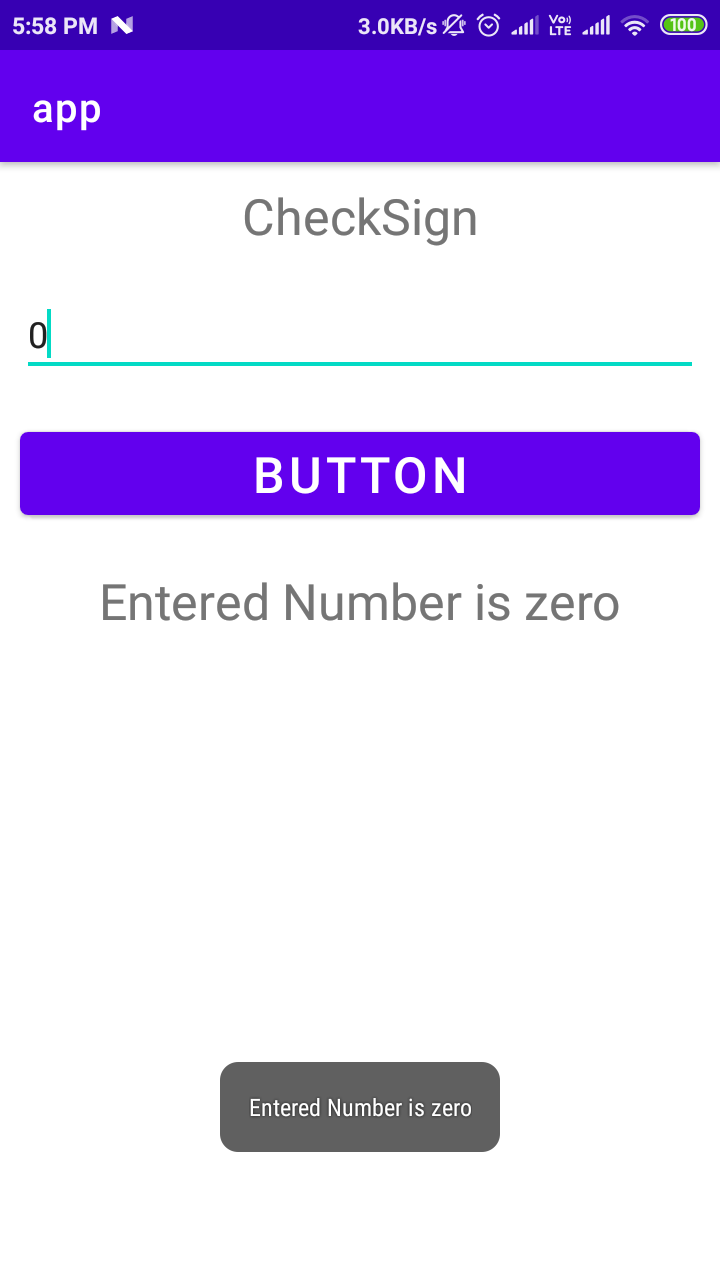 5:58 PM 3.0KB/s Vo) LTE 100
app
CheckSign
0
BUTTON
Entered Number is zero
Entered Number is zero